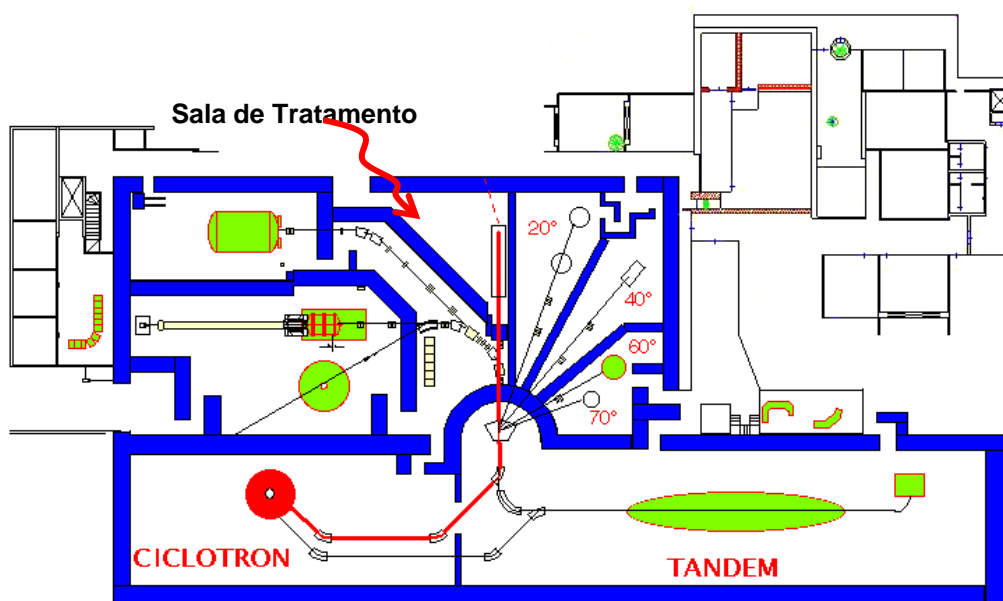 Sala de Tratamento
20°
40°
60°
70°
CICLOTRON
TANDEM